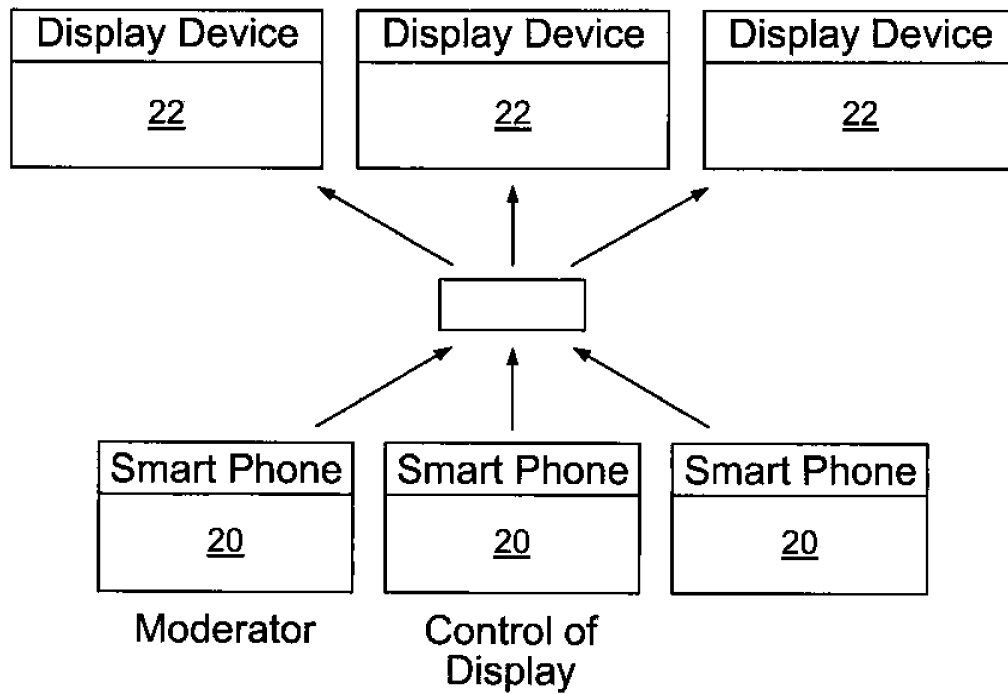 Display Device Display Device Display Device
22 22 22
Smart Phone Smart Phone Smart Phone
20 20 20
Moderator Control of
Display